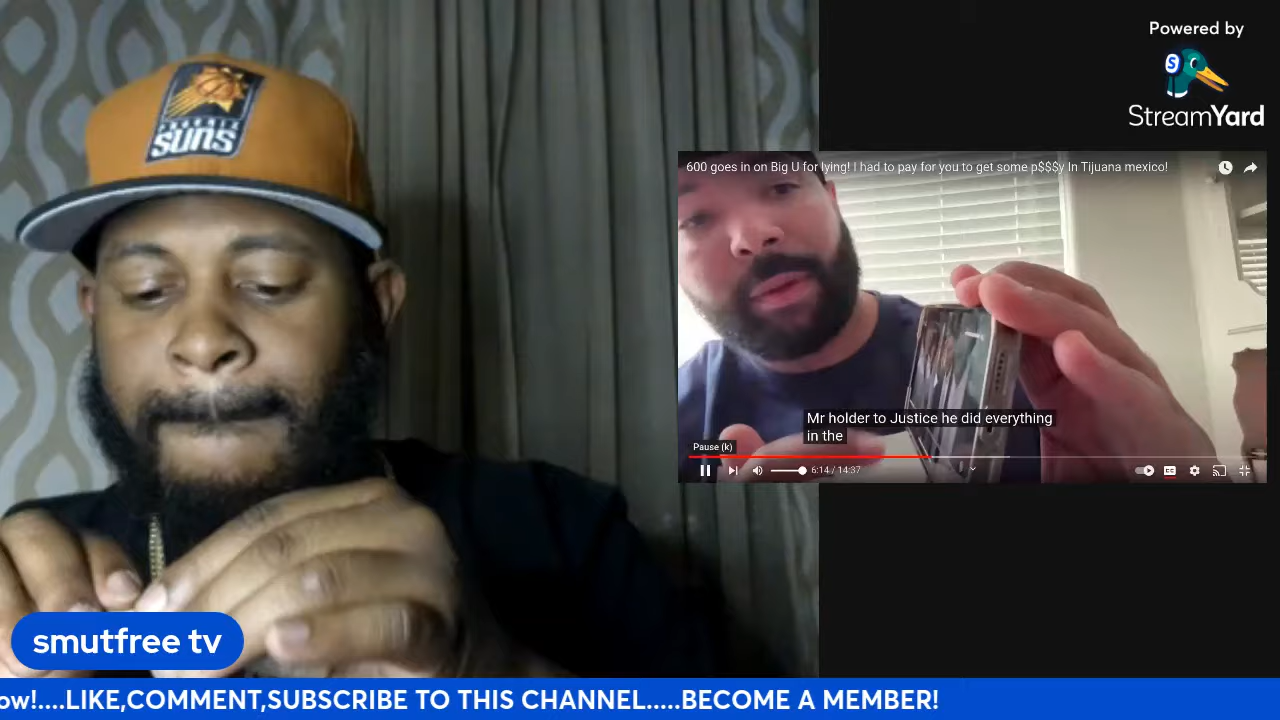 Powered by
StreamYard
PHOENIX
SUNS
600 goes in on Big U for lying! I had to pay for you to get some p$$$y In Tijuana mexico!
Mr holder to Justice he did everything
in the
Pause (k)
6:14 / 14:37
CC
smutfree tv
ow!....LIKE,COMMENT,SUBSCRIBE TO THIS CHANNEL.....BECOME A MEMBER!